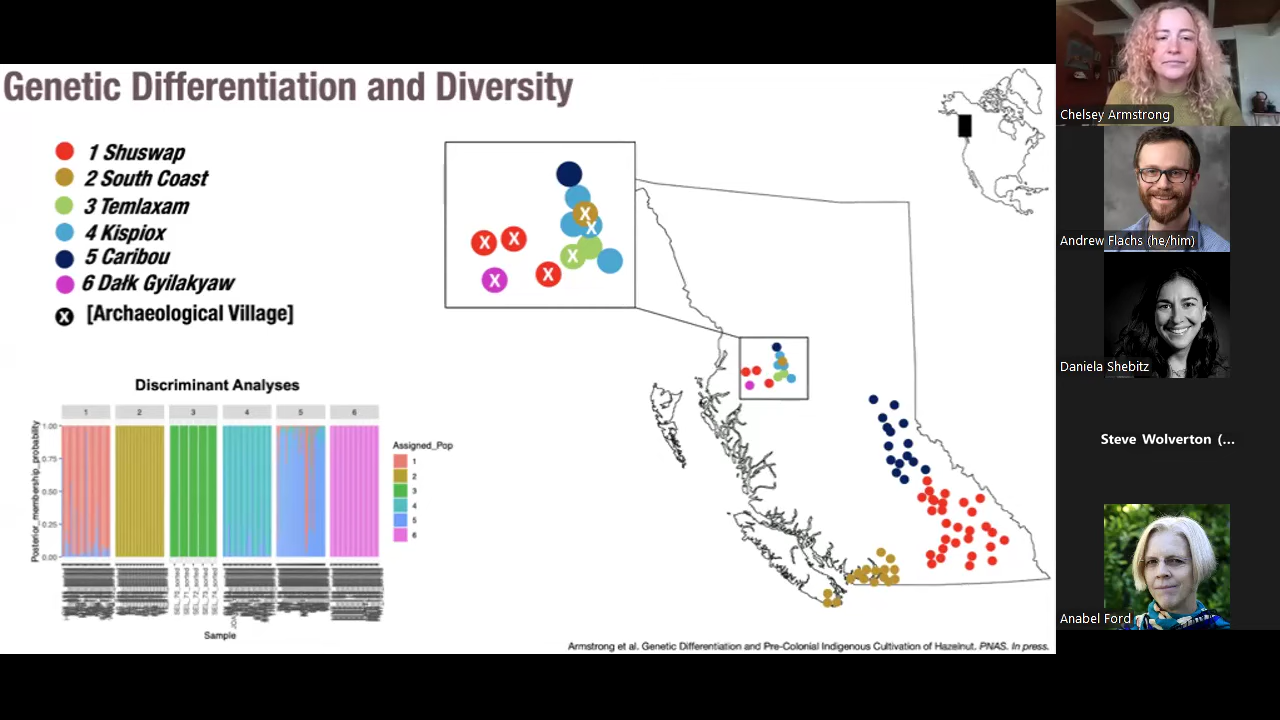 Genetic Differentiation and Diversity
1 Shuswap
2 South Coast
3 Temlaxam
4 Kispiox
5 Caribou
6 Dałk Gyilakyaw
X [Archaeological Village]
X
X
X
X
X
X
X
Discriminant Analyses
1 2 3 4 5 6
Posterior_membership_probability
1.00
0.75
0.50
0.25
0.00
Sample
Assigned_Pop
1
2
3
4
5
6
Armstrong et al. Genetic Differentiation and Pre-Colonial Indigenous Cultivation of Hazelnut. PNAS. In press.
Chelsey Armstrong
Andrew Flachs (he/him)
Daniela Shebitz
Steve Wolverton (...
Anabel Ford